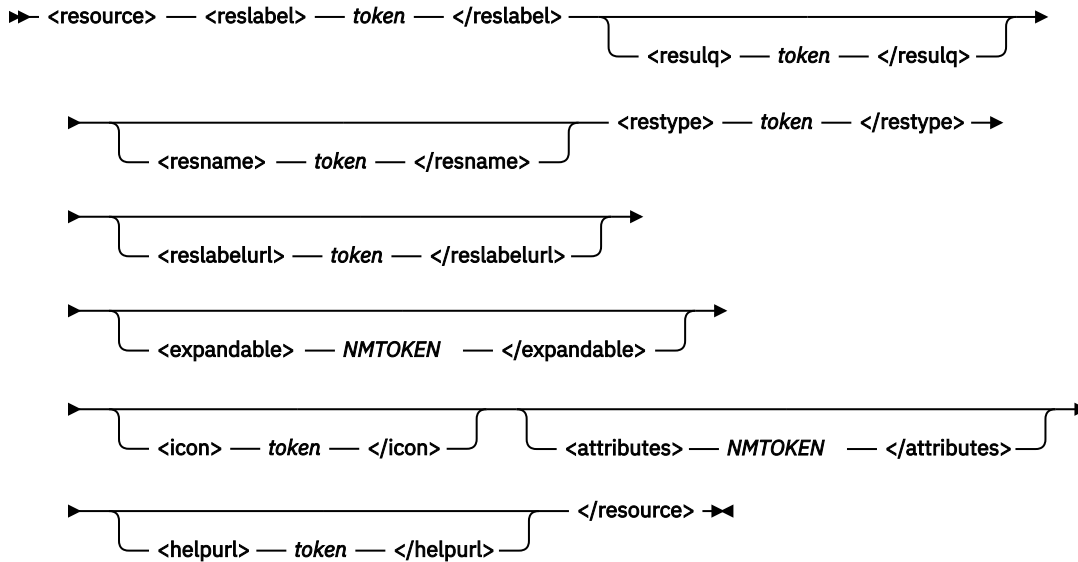 <resource> <reslabel> token </reslabel>
<resulq> token </resulq>
<restype> token </restype>
<resname> token </resname>
<reslabelurl> token </reslabelurl>
<expandable> NMTOKEN </expandable>
<icon> token </icon> <attributes> NMTOKEN </attributes>
</resource>
<helpurl> token </helpurl>